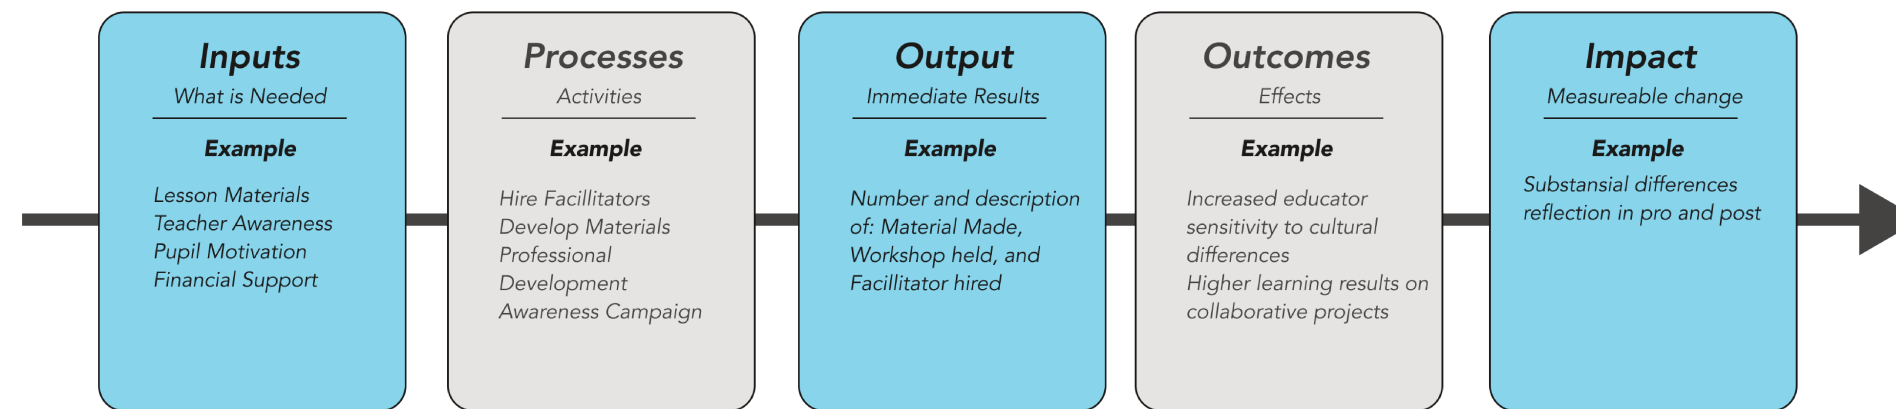 Inputs
What is Needed
Example
Lesson Materials
Teacher Awareness
Pupil Motivation
Financial Support
Processes
Activities
Example
Hire Facillitators
Develop Materials
Professional
Development
Awareness Campaign
Output
Immediate Results
Example
Number and description
of: Material Made,
Workshop held, and
Facillitator hired
Outcomes
Effects
Example
Increased educator
sensitivity to cultural
differences
Higher learning results on
collaborative projects
Impact
Measureable change
Example
Substansial differences
reflection in pro and post